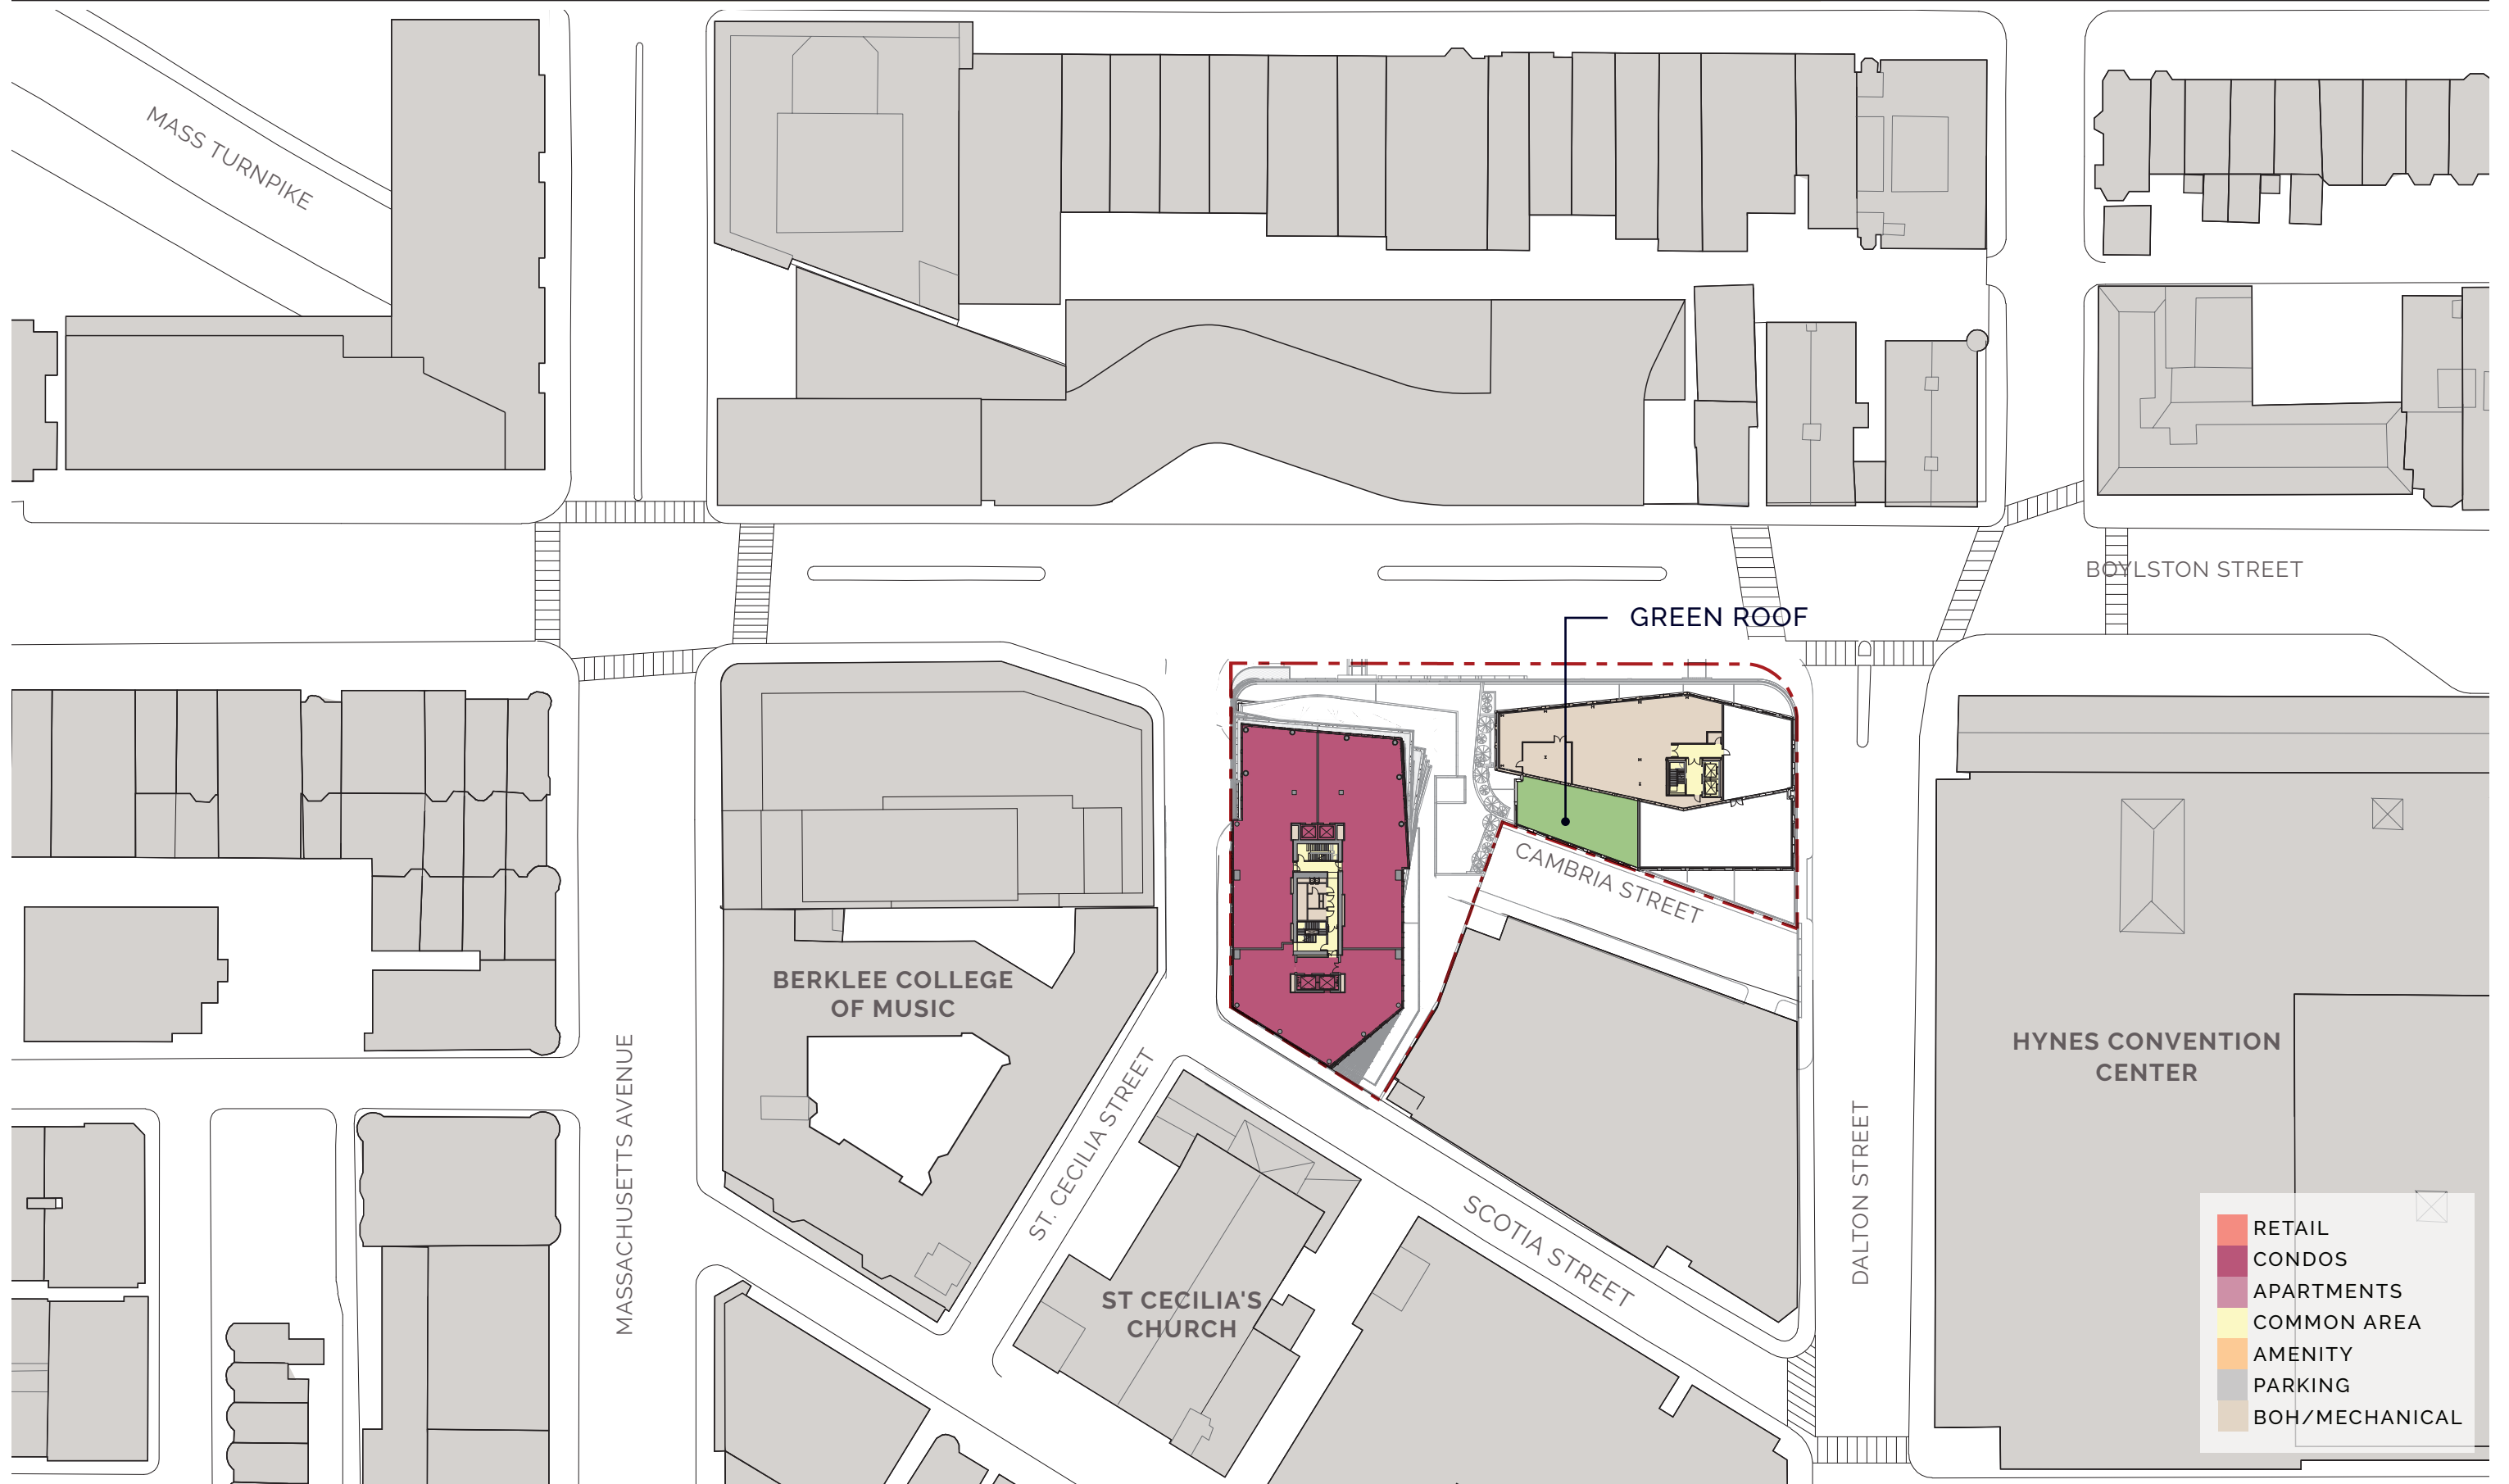 MASS TURNPIKE
BOYLSTON STREET
GREEN ROOF
CAMBRIA STREET
BERKLEE COLLEGE
OF MUSIC
HYNES CONVENTION
CENTER
MASSACHUSETTS AVENUE
ST. CECILIA STREET
SCOTIA STREET
DALTON STREET
ST CECILIA'S
CHURCH
RETAIL
CONDOS
APARTMENTS
COMMON AREA
AMENITY
PARKING
BOH/MECHANICAL